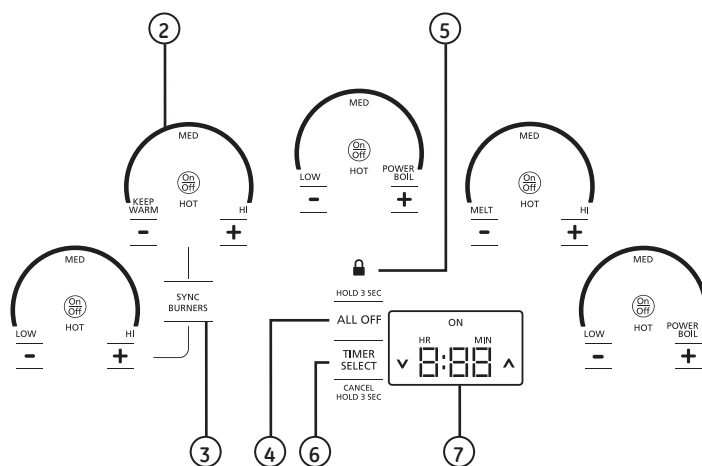 2
5
MED
On
Off
HOT
KEEP
WARM
HI
-
+
MED
On
Off
HOT
LOW
POWER
BOIL
-
+
MED
On
Off
HOT
MELT
HI
-
+
MED
On
Off
HOT
LOW
HI
-
+
SYNC
BURNERS
HOLD 3 SEC
ALL OFF
TIMER
SELECT
CANCEL
HOLD 3 SEC
ON
HR
MIN
8:88
MED
On
Off
HOT
LOW
POWER
BOIL
-
+
3
4
6
7